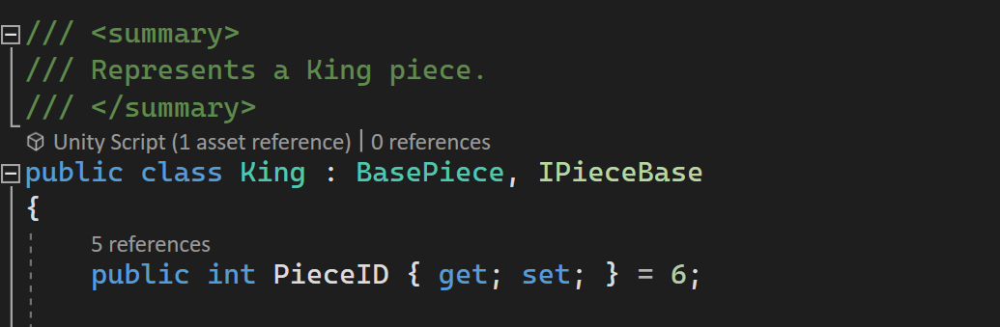 /// <summary>
/// Represents a King piece.
/// </summary>
Unity Script (1 asset reference) | 0 references
public class King : BasePiece, IPieceBase
{
5 references
public int PieceID { get; set; } = 6;